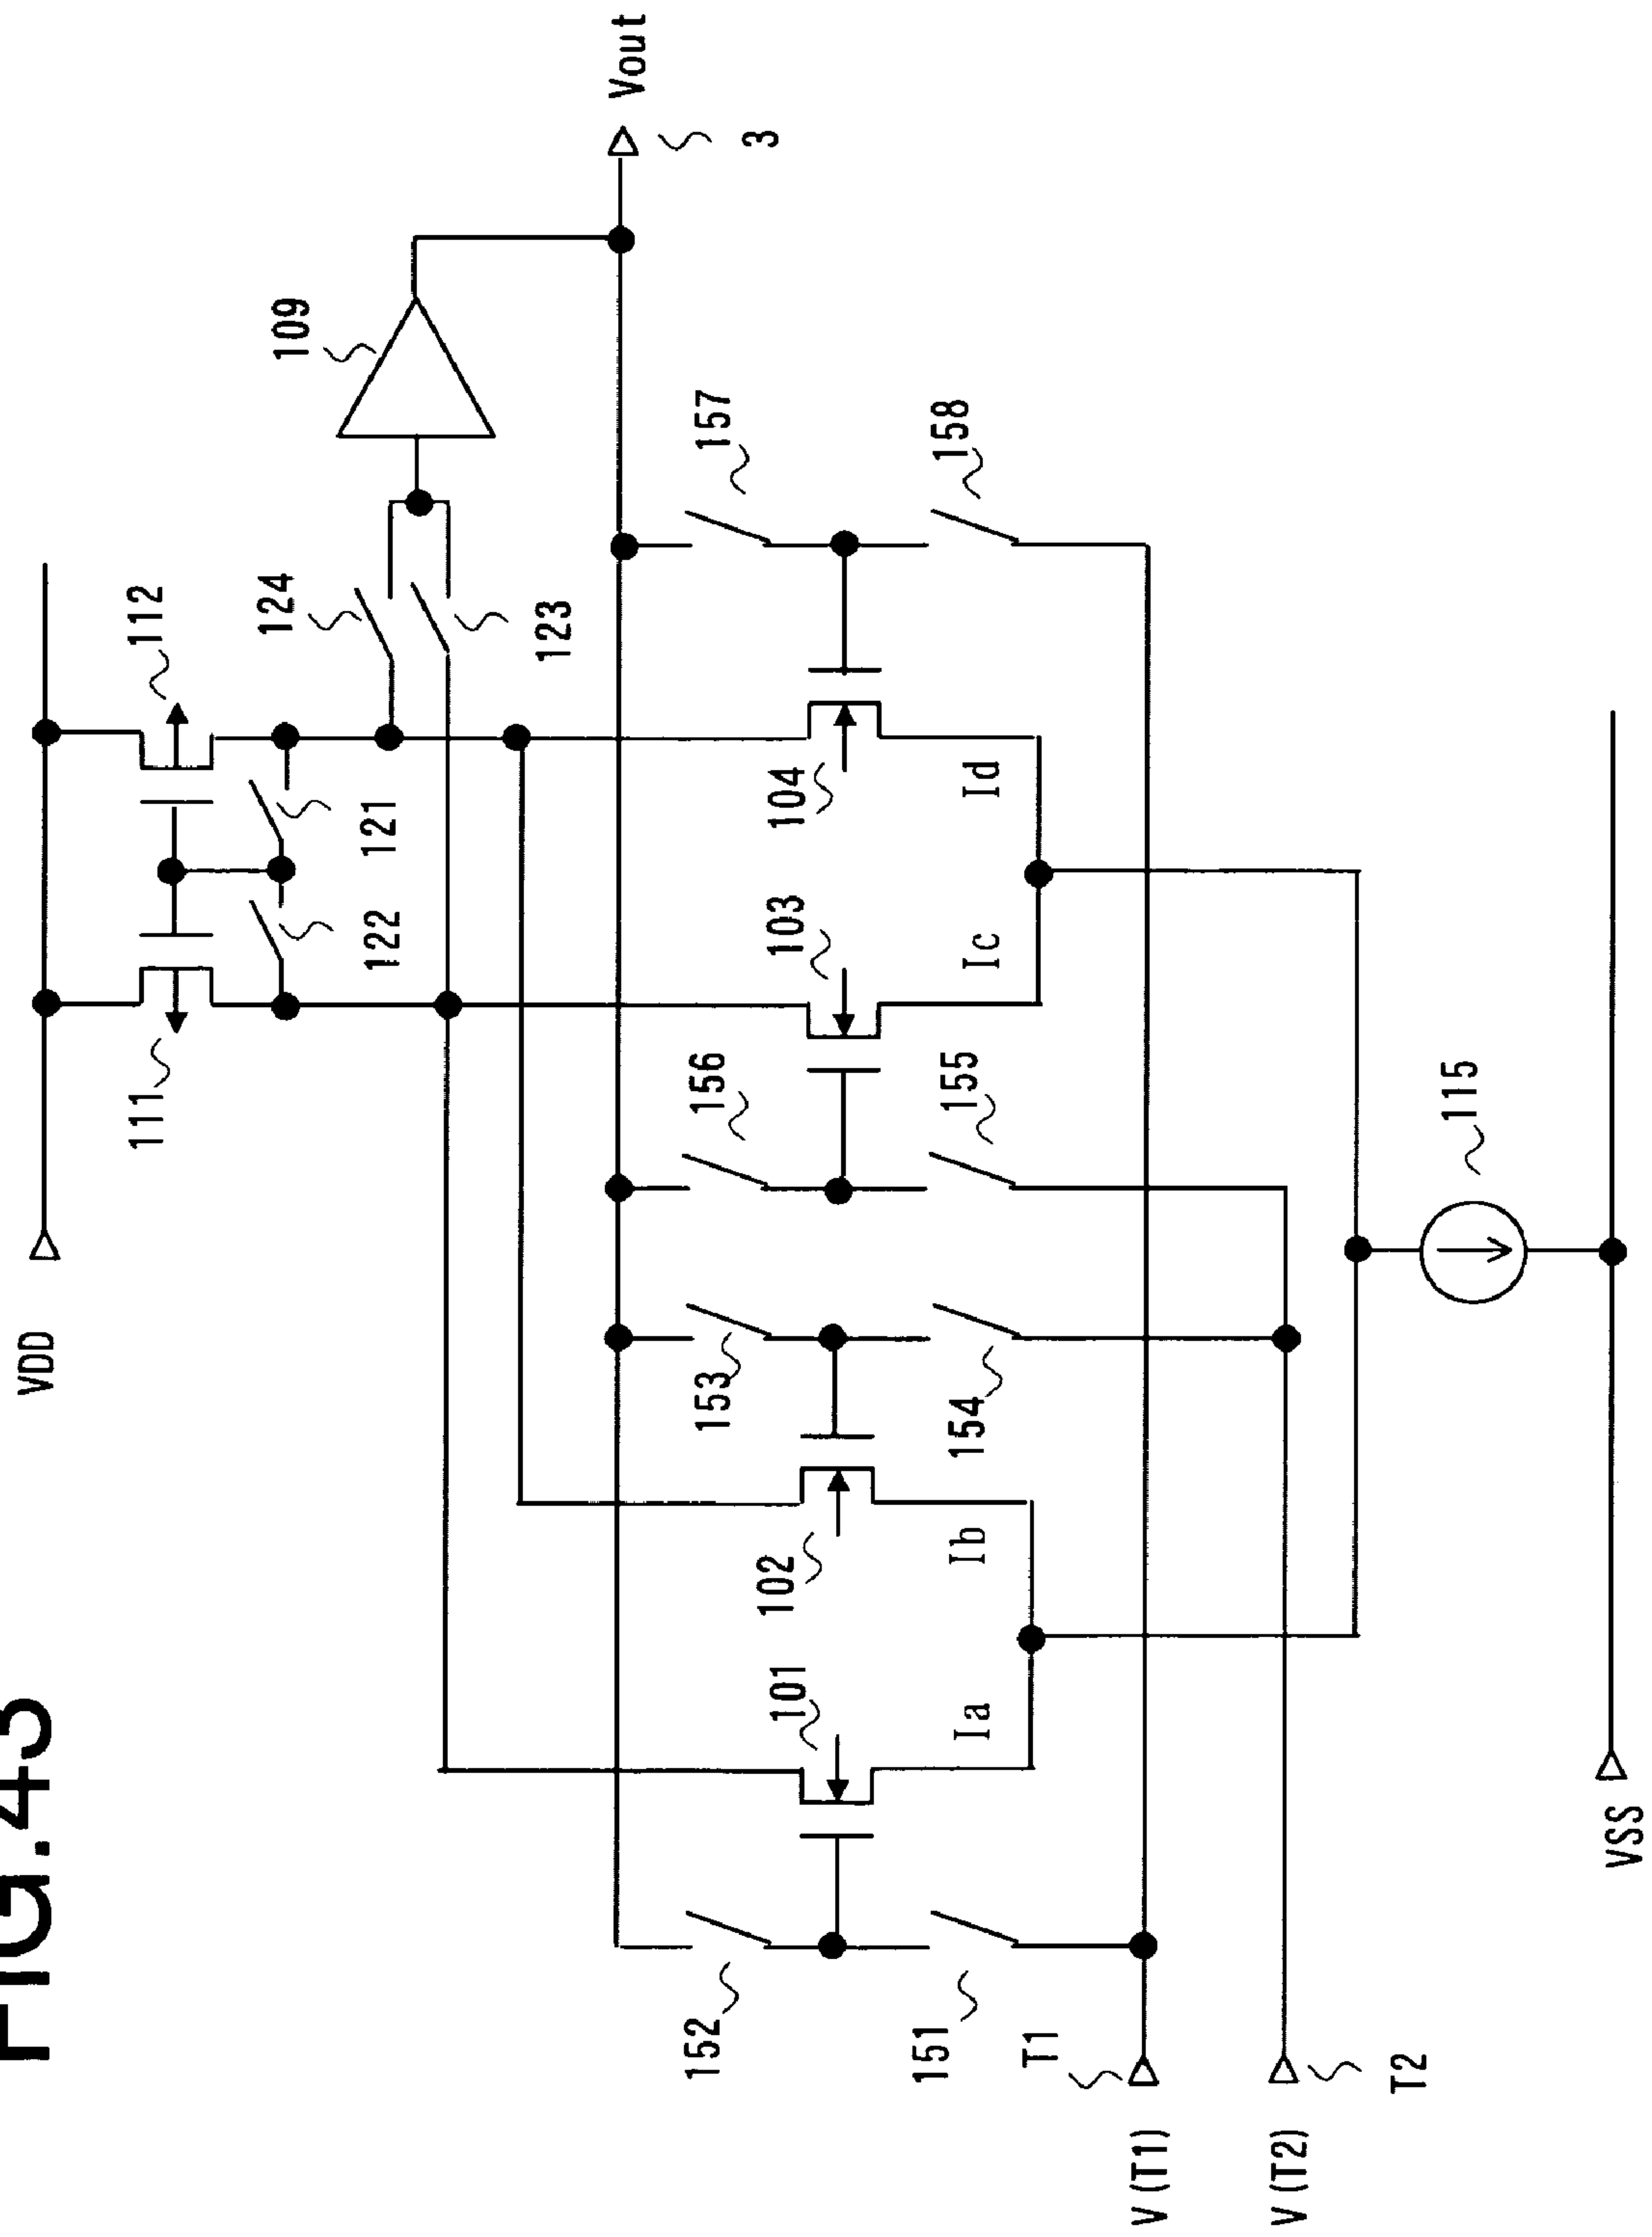 FIG.43
VDD
111
112
122
121
124
123
109
Vout
3
152
153
156
157
151
154
155
158
101
102
103
104
Ia
Ib
Ic
Id
T1
V (T1)
T2
V (T2)
115
VSS